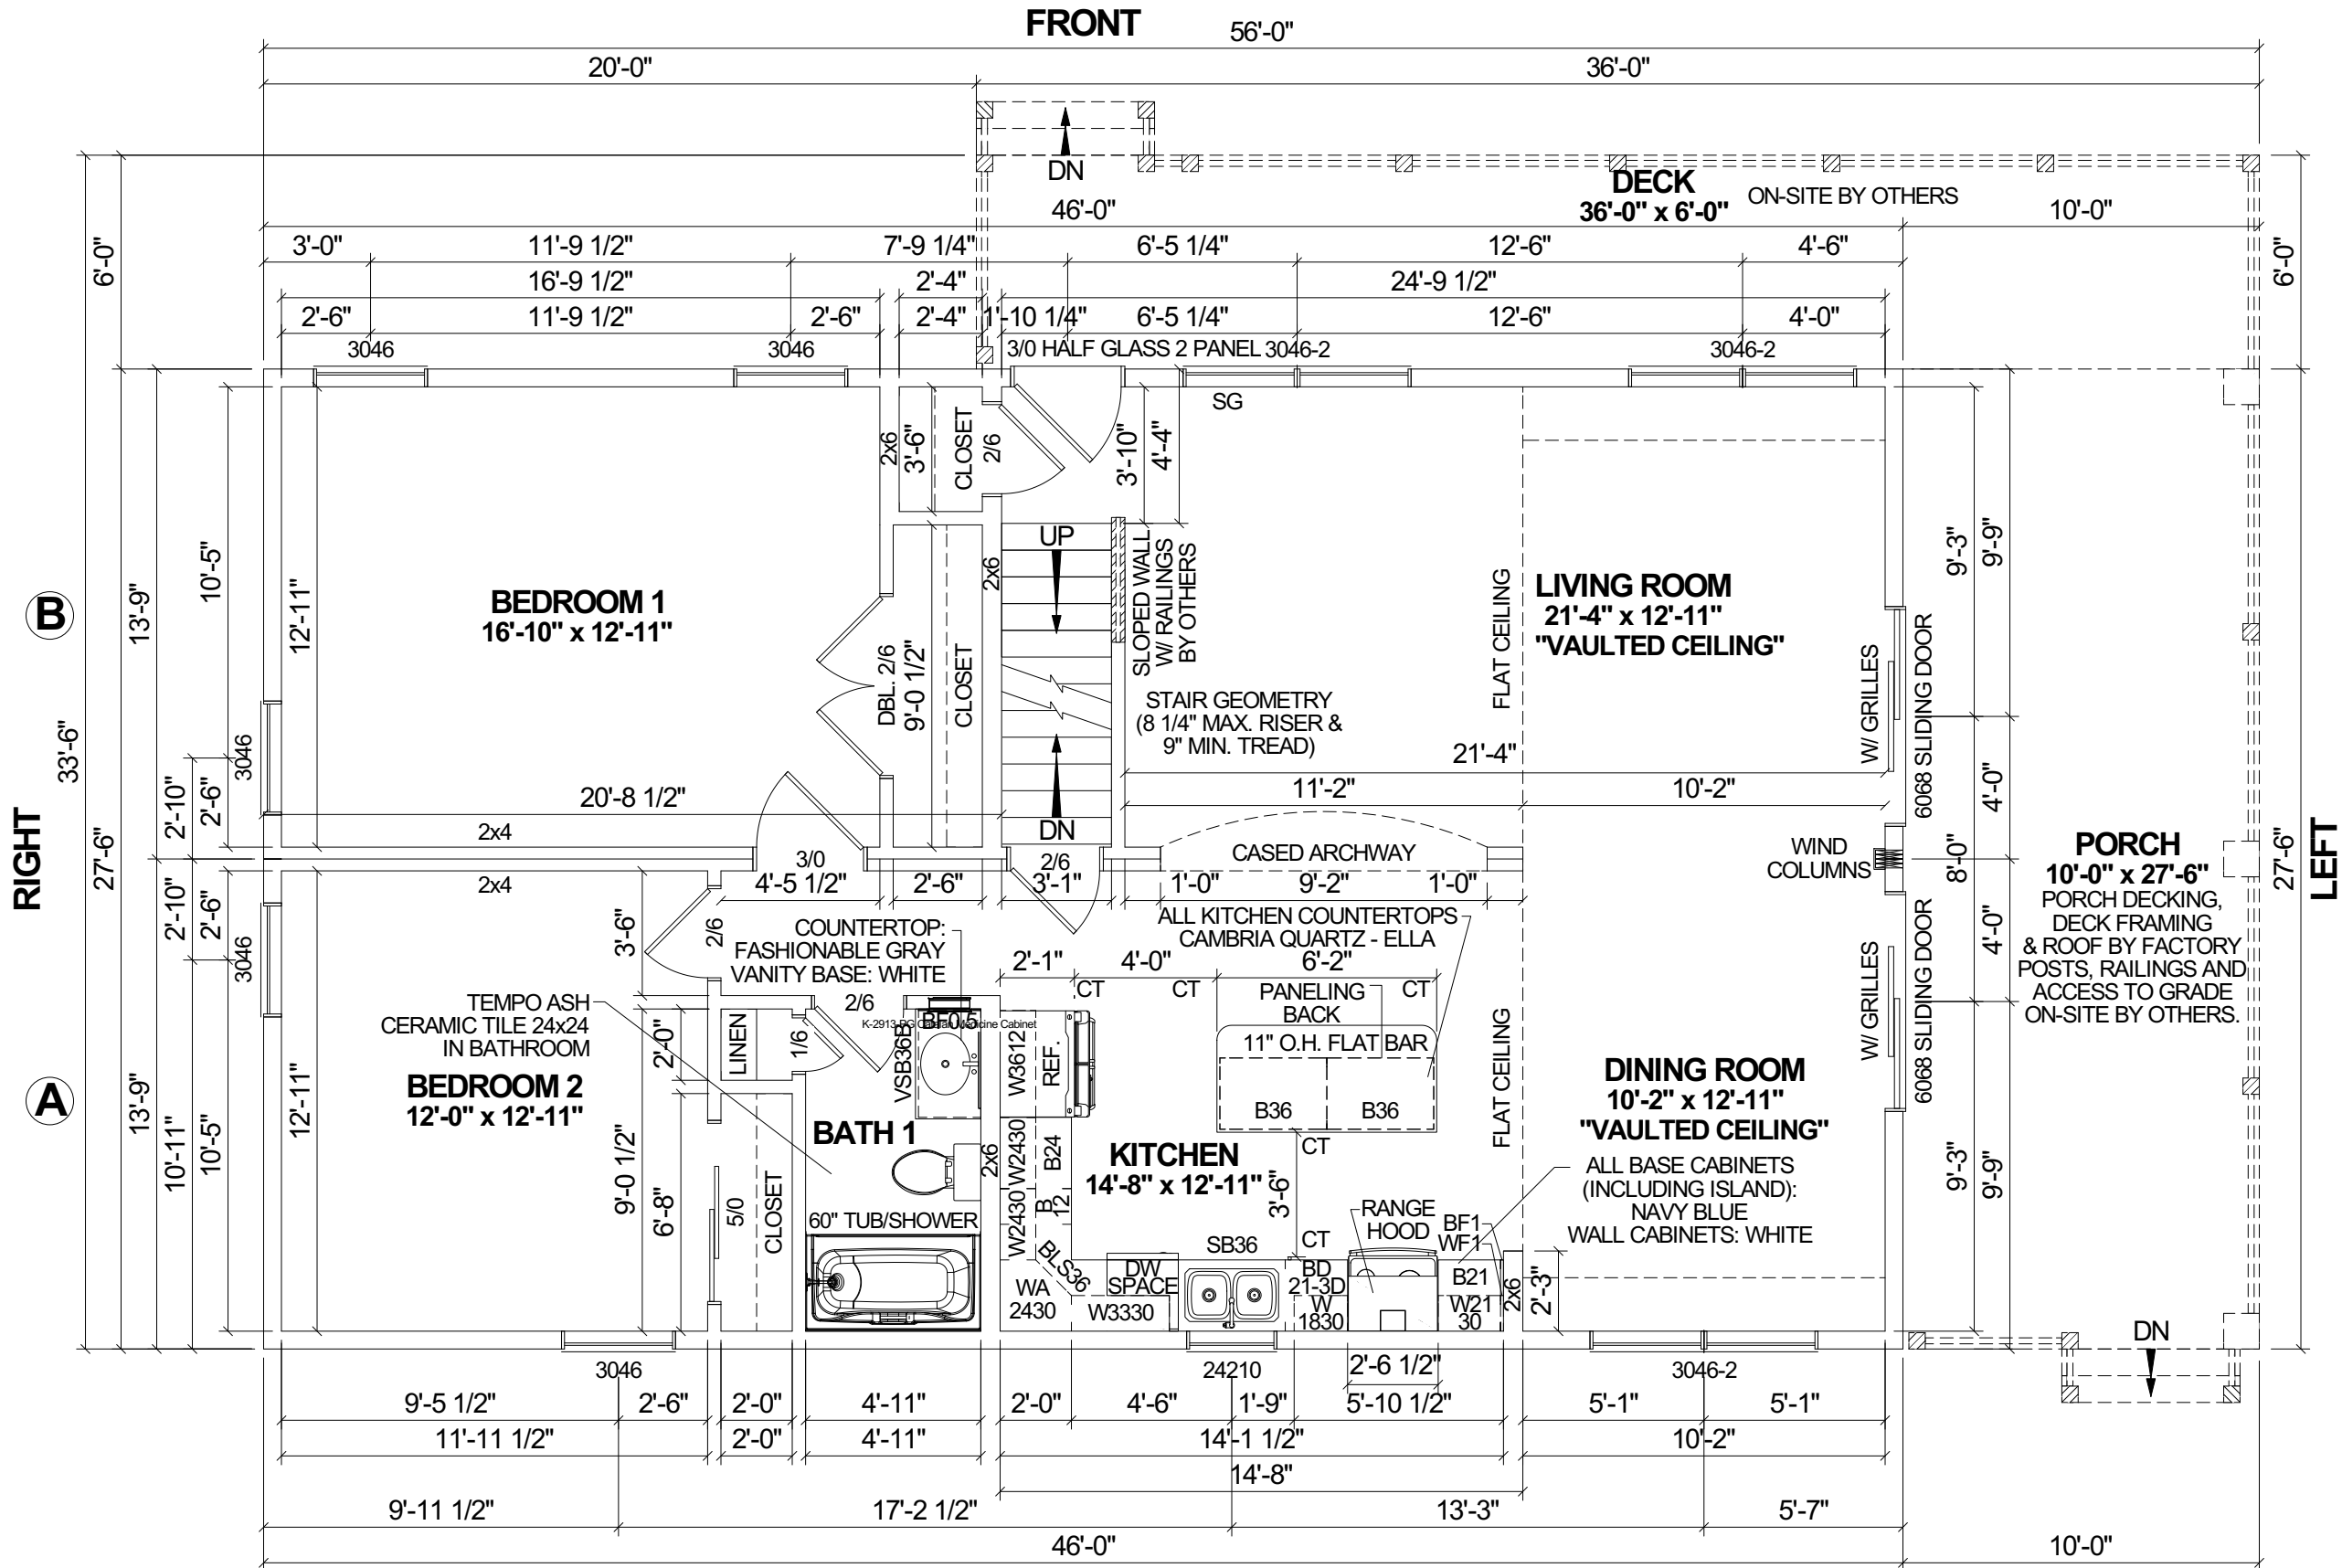 FRONT
56'-0"
20'-0"
36'-0"
DN
DECK
36'-0" x 6'-0"
ON-SITE BY OTHERS
46'-0"
10'-0"
3'-0"
11'-9 1/2"
7'-9 1/4"
6'-5 1/4"
12'-6"
4'-6"
16'-9 1/2"
2'-4"
24'-9 1/2"
2'-6"
11'-9 1/2"
2'-6"
2'-4"
1'-10 1/4"
6'-5 1/4"
12'-6"
4'-0"
3046
3046
3/0 HALF GLASS 2 PANEL
3046-2
3046-2
SG
6'-0"
6'-0"
2x6
3'-6"
CLOSET
2/6
3'-10"
4'-4"
UP
SLOPED WALL
W/ RAILINGS
BY OTHERS
2x6
FLAT CEILING
LIVING ROOM
21'-4" x 12'-11"
"VAULTED CEILING"
9'-3"
9'-9"
BEDROOM 1
16'-10" x 12'-11"
10'-5"
12'-11"
13'-9"
B
33'-6"
27'-6"
RIGHT
DBL. 2/6
9'-0 1/2"
CLOSET
STAIR GEOMETRY
(8 1/4" MAX. RISER &
9" MIN. TREAD)
21'-4"
11'-2"
10'-2"
W/ GRILLES
6068 SLIDING DOOR
4'-0"
3046
2'-10"
2'-6"
20'-8 1/2"
2x4
DN
3/0
2/6
CASED ARCHWAY
WIND
COLUMNS
8'-0"
PORCH
10'-0" x 27'-6"
PORCH DECKING,
DECK FRAMING
& ROOF BY FACTORY
POSTS, RAILINGS AND
ACCESS TO GRADE
ON-SITE BY OTHERS.
27'-6"
LEFT
2x4
4'-5 1/2"
2'-6"
3'-1"
1'-0"
9'-2"
1'-0"
2'-10"
2'-6"
3046
3'-6"
2/6
COUNTERTOP:
FASHIONABLE GRAY
VANITY BASE: WHITE
ALL KITCHEN COUNTERTOPS
CAMBRIA QUARTZ - ELLA
4'-0"
W/ GRILLES
6068 SLIDING DOOR
2'-1"
4'-0"
6'-2"
CT
CT
CT
PANELING
BACK
TEMPO ASH
CERAMIC TILE 24x24
IN BATHROOM
2/6
BF0.5
K-2913-PG Catalan Medicine Cabinet
LINEN
2'-0"
1/6
VSB36B
W3612
REF.
11" O.H. FLAT BAR
B36
B36
FLAT CEILING
DINING ROOM
10'-2" x 12'-11"
"VAULTED CEILING"
A
13'-9"
10'-11"
10'-5"
12'-11"
BEDROOM 2
12'-0" x 12'-11"
BATH 1
2x6
W2430
B24
KITCHEN
14'-8" x 12'-11"
CT
3'-6"
9'-3"
9'-9"
ALL BASE CABINETS
(INCLUDING ISLAND):
NAVY BLUE
WALL CABINETS: WHITE
9'-0 1/2"
6'-8"
5/0
CLOSET
60" TUB/SHOWER
W2430
B
12
RANGE
HOOD
BF1
WF1
SB36
CT
BLS36
WA
2430
DW
SPACE
W3330
BD
21-3D
W
1830
B21
W21
30
2x6
2'-3"
DN
3046
24210
2'-6 1/2"
3046-2
9'-5 1/2"
2'-6"
2'-0"
4'-11"
2'-0"
4'-6"
1'-9"
5'-10 1/2"
5'-1"
5'-1"
11'-11 1/2"
2'-0"
4'-11"
14'-1 1/2"
10'-2"
14'-8"
9'-11 1/2"
17'-2 1/2"
13'-3"
5'-7"
46'-0"
10'-0"